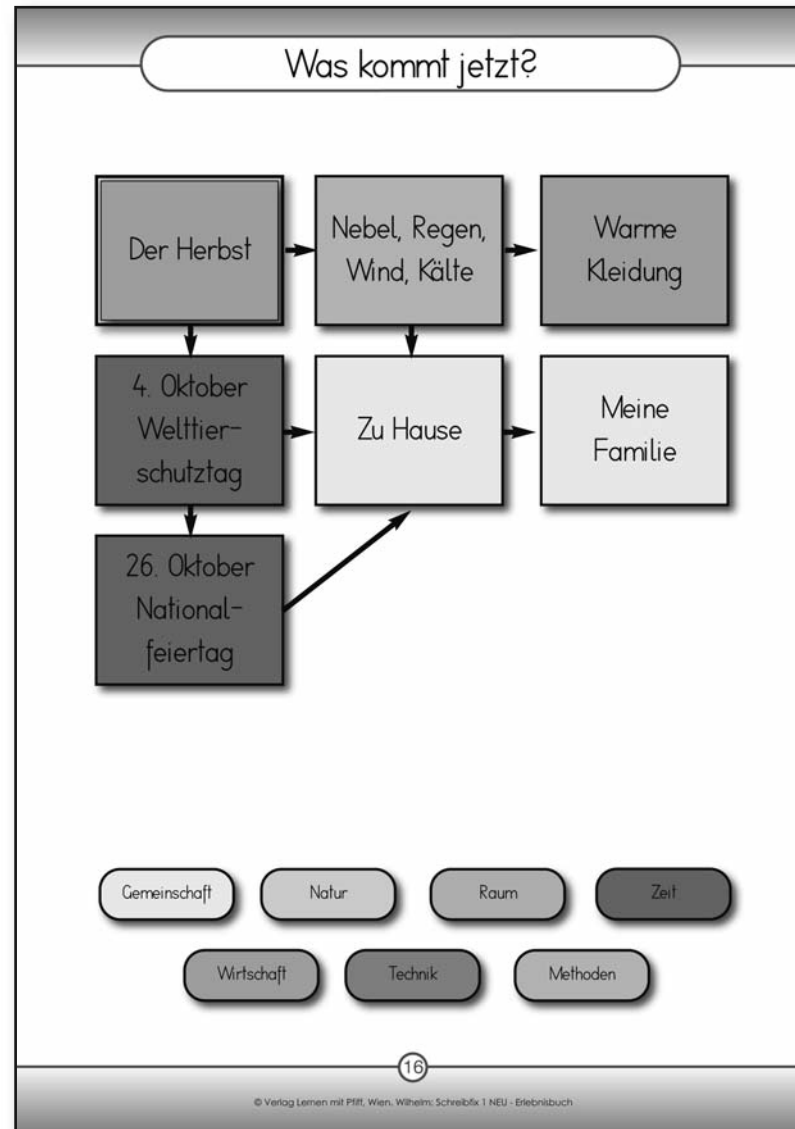 Was kommt jetzt?
Der Herbst
Nebel, Regen,
Wind, Kälte
Warme
Kleidung
4. Oktober
Welttier-
schutztag
Zu Hause
Meine
Familie
26. Oktober
National-
feiertag
Gemeinschaft
Natur
Raum
Zeit
Wirtschaft
Technik
Methoden
16
© Verlag Lernen mit Pfiff, Wien. Wilhelm: Schreibfix 1 NEU - Erlebnisbuch